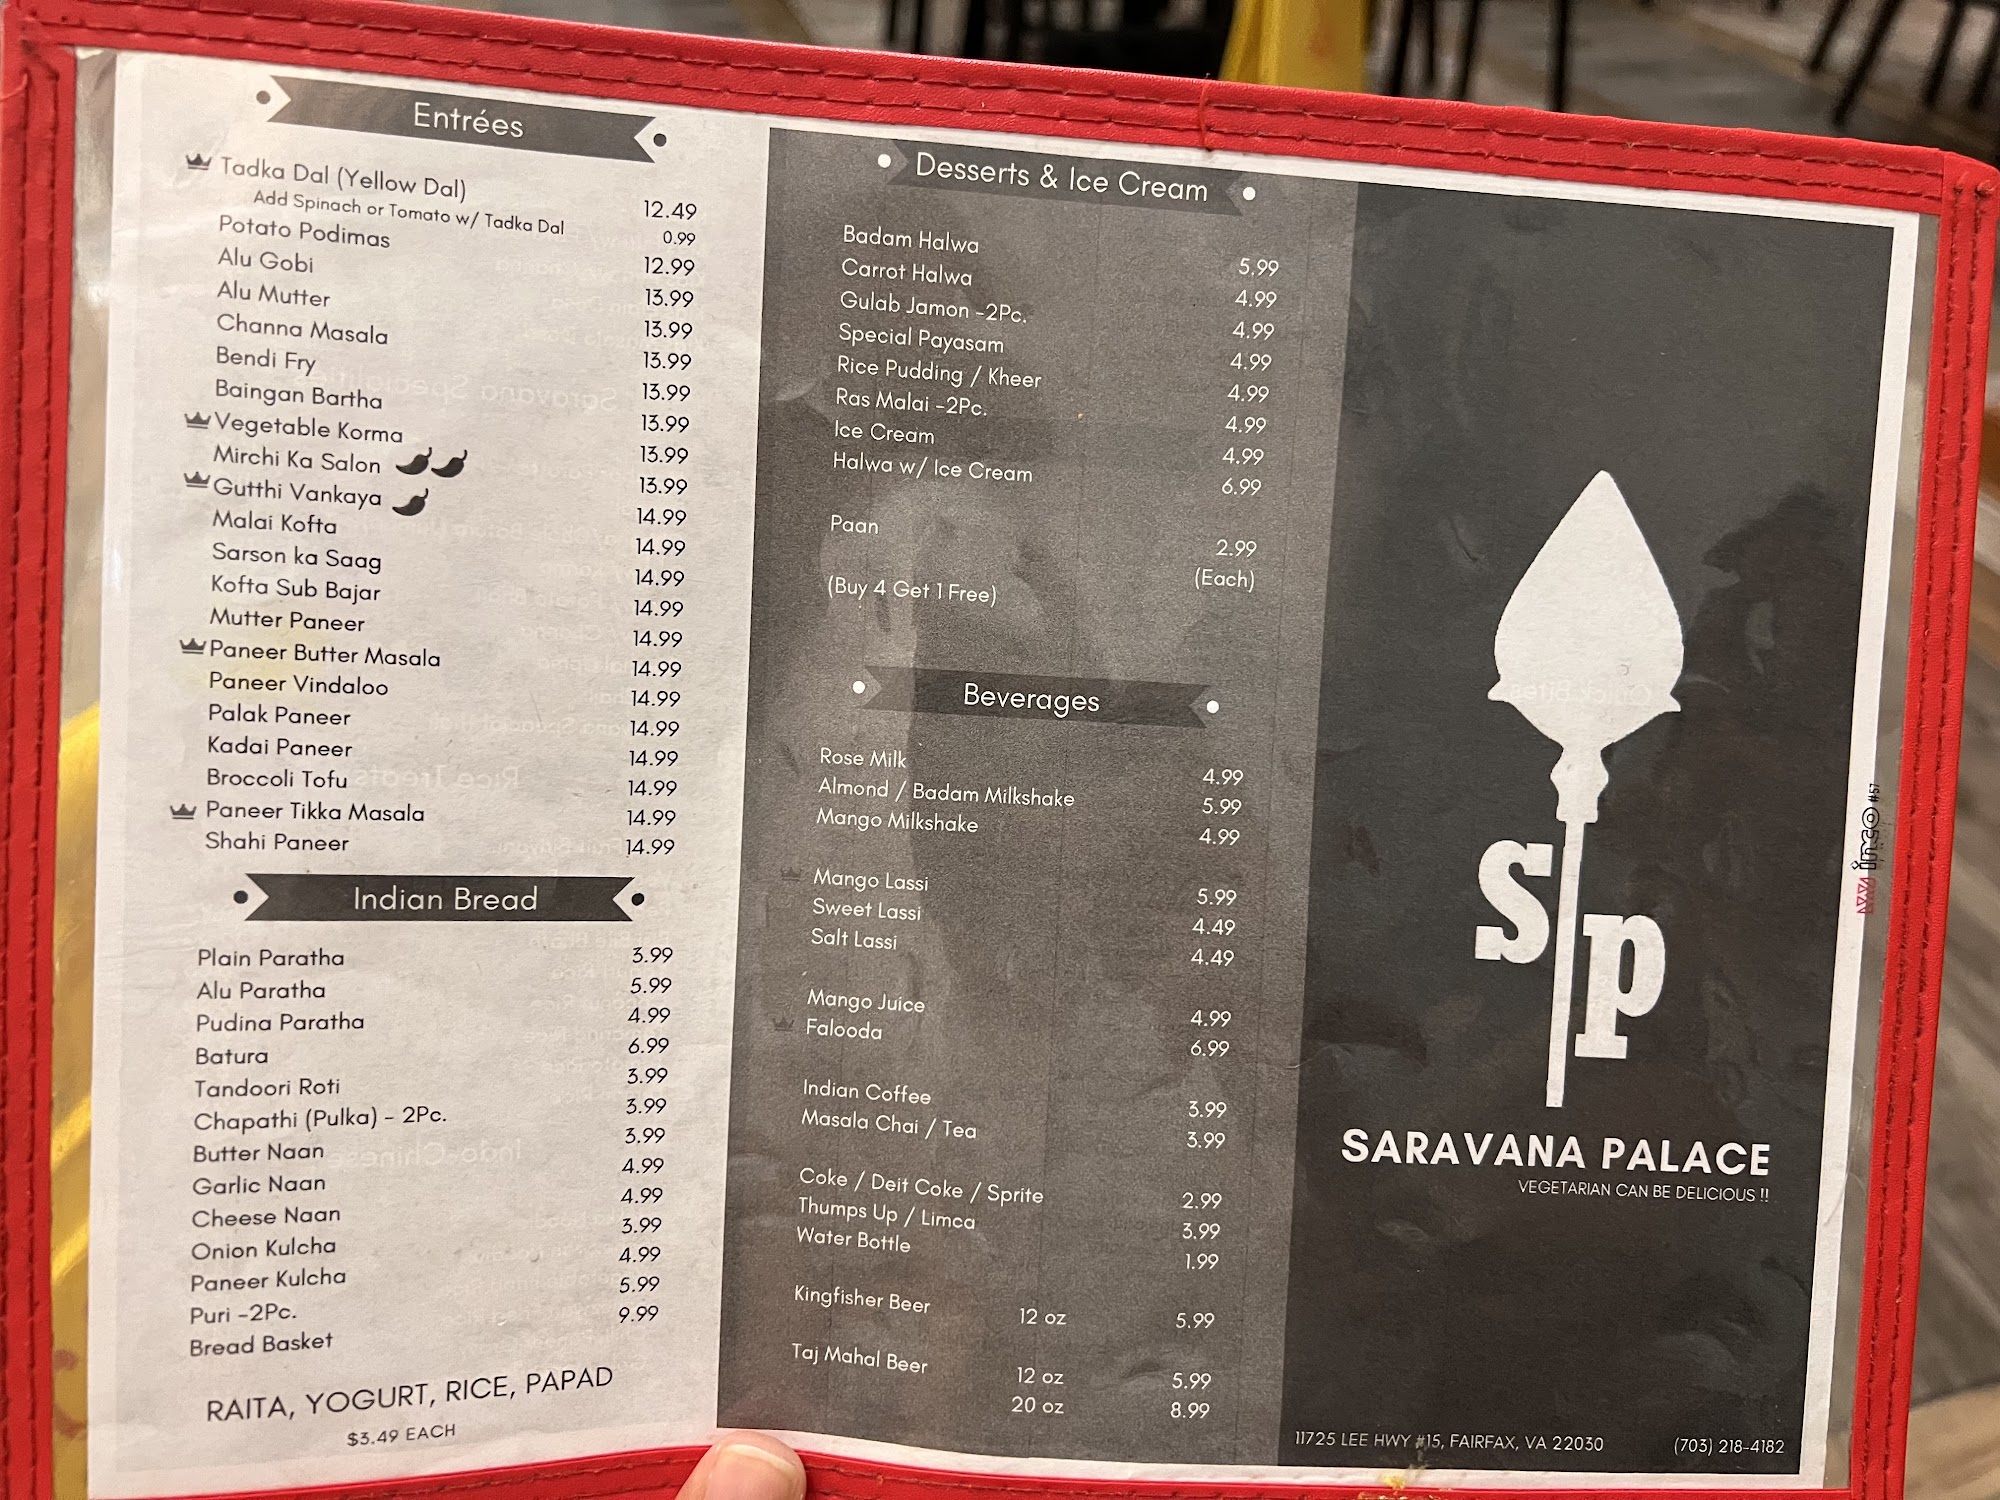 Entrées
Tadka Dal (Yellow Dal) 12.49
Add Spinach or Tomato w/ Tadka Dal 0.99
Potato Podimas 12.99
Alu Gobi 13.99
Alu Mutter 13.99
Channa Masala 13.99
Bendi Fry 13.99
Baingan Bartha 13.99
Vegetable Korma 13.99
Mirchi Ka Salon 13.99
Gutthi Vankaya 14.99
Malai Kofta 14.99
Sarson ka Saag 14.99
Kofta Sub Bajar 14.99
Mutter Paneer 14.99
Paneer Butter Masala 14.99
Paneer Vindaloo 14.99
Palak Paneer 14.99
Kadai Paneer 14.99
Broccoli Tofu 14.99
Paneer Tikka Masala 14.99
Shahi Paneer 14.99
Indian Bread
Plain Paratha 3.99
Alu Paratha 5.99
Pudina Paratha 4.99
Batura 6.99
Tandoori Roti 3.99
Chapathi (Pulka) - 2Pc. 3.99
Butter Naan 3.99
Garlic Naan 4.99
Cheese Naan 4.99
Onion Kulcha 3.99
Paneer Kulcha 4.99
Puri -2Pc. 5.99
Bread Basket 9.99
RAITA, YOGURT, RICE, PAPAD
$3.49 EACH
Desserts & Ice Cream
Badam Halwa 5.99
Carrot Halwa 4.99
Gulab Jamon -2Pc. 4.99
Special Payasam 4.99
Rice Pudding / Kheer 4.99
Ras Malai -2Pc. 4.99
Ice Cream 4.99
Halwa w/ Ice Cream 6.99
Paan 2.99
(Buy 4 Get 1 Free) (Each)
Beverages
Rose Milk 4.99
Almond / Badam Milkshake 5.99
Mango Milkshake 4.99
Mango Lassi 5.99
Sweet Lassi 4.49
Salt Lassi 4.49
Mango Juice 4.99
Falooda 6.99
Indian Coffee 3.99
Masala Chai / Tea 3.99
Coke / Deit Coke / Sprite 2.99
Thumps Up / Limca 3.99
Water Bottle 1.99
Kingfisher Beer 12 oz 5.99
Taj Mahal Beer 12 oz 5.99
20 oz 8.99
sp
SARAVANA PALACE
VEGETARIAN CAN BE DELICIOUS !!
11725 LEE HWY #15, FAIRFAX, VA 22030 (703) 218-4182
#57